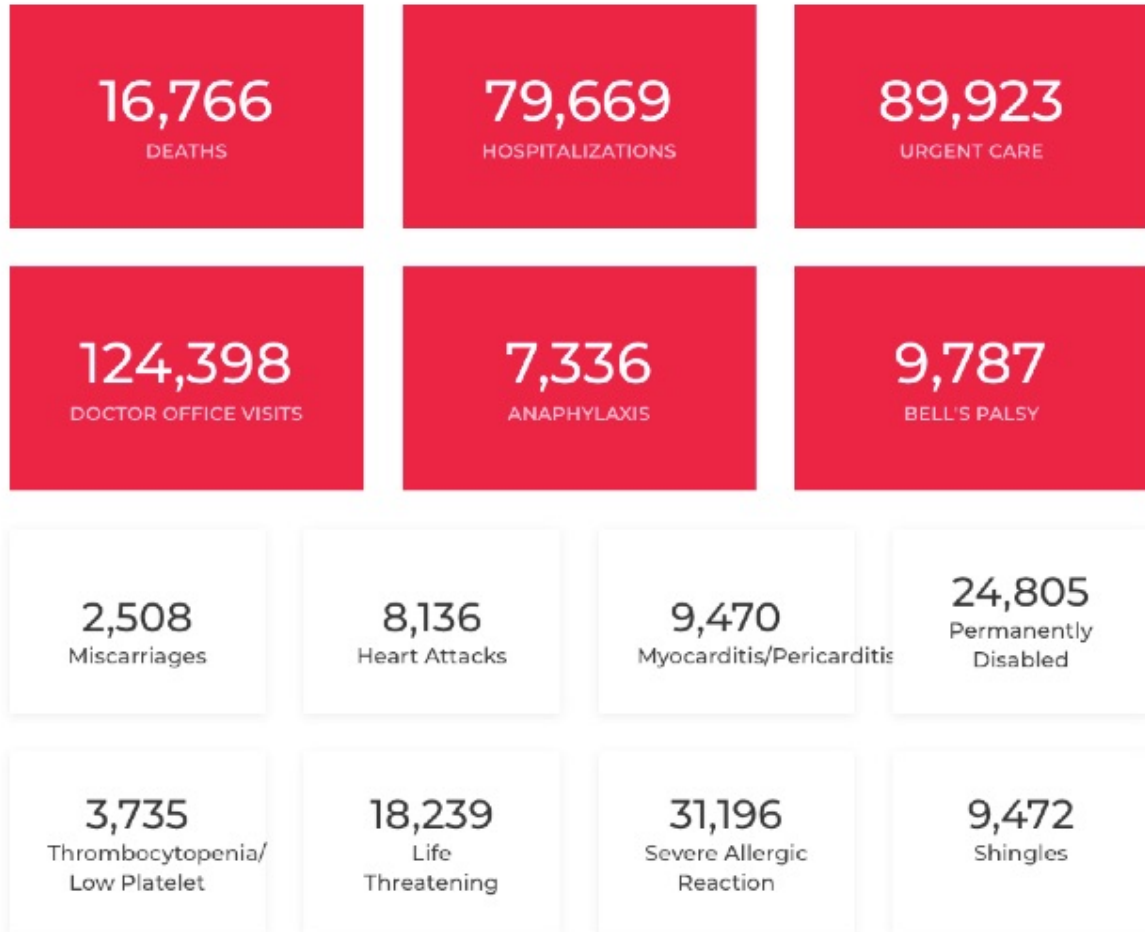 16,766
DEATHS
79,669
HOSPITALIZATIONS
89,923
URGENT CARE
124,398
DOCTOR OFFICE VISITS
7,336
ANAPHYLAXIS
9,787
BELL'S PALSY
2,508
Miscarriages
8,136
Heart Attacks
9,470
Myocarditis/Pericarditis
24,805
Permanently
Disabled
3,735
Thrombocytopenia/
Low Platelet
18,239
Life
Threatening
31,196
Severe Allergic
Reaction
9,472
Shingles